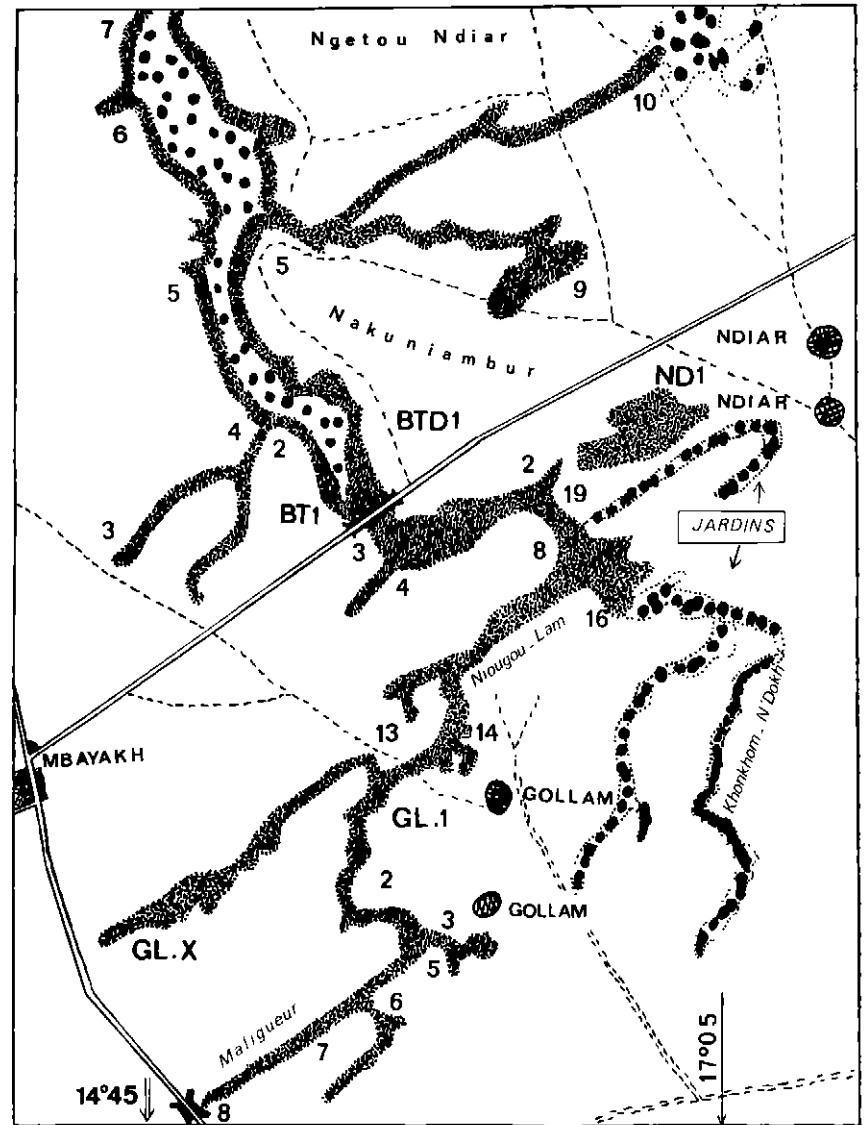 7
Ngetou Ndiar
10
6
5
5
9
Nakuniambur
NDIAR
ND1
NDIAR
4
2
BTD1
2
19
BT1
JARDINS
3
3
8
4
16
Niougou-Lam
13
14
Khonkhom-N'Dokh
MBAYAKH
GOLLAM
GL.1
2
GOLLAM
3
GL.X
5
6
Maligueur
7
17°05
14°45
8